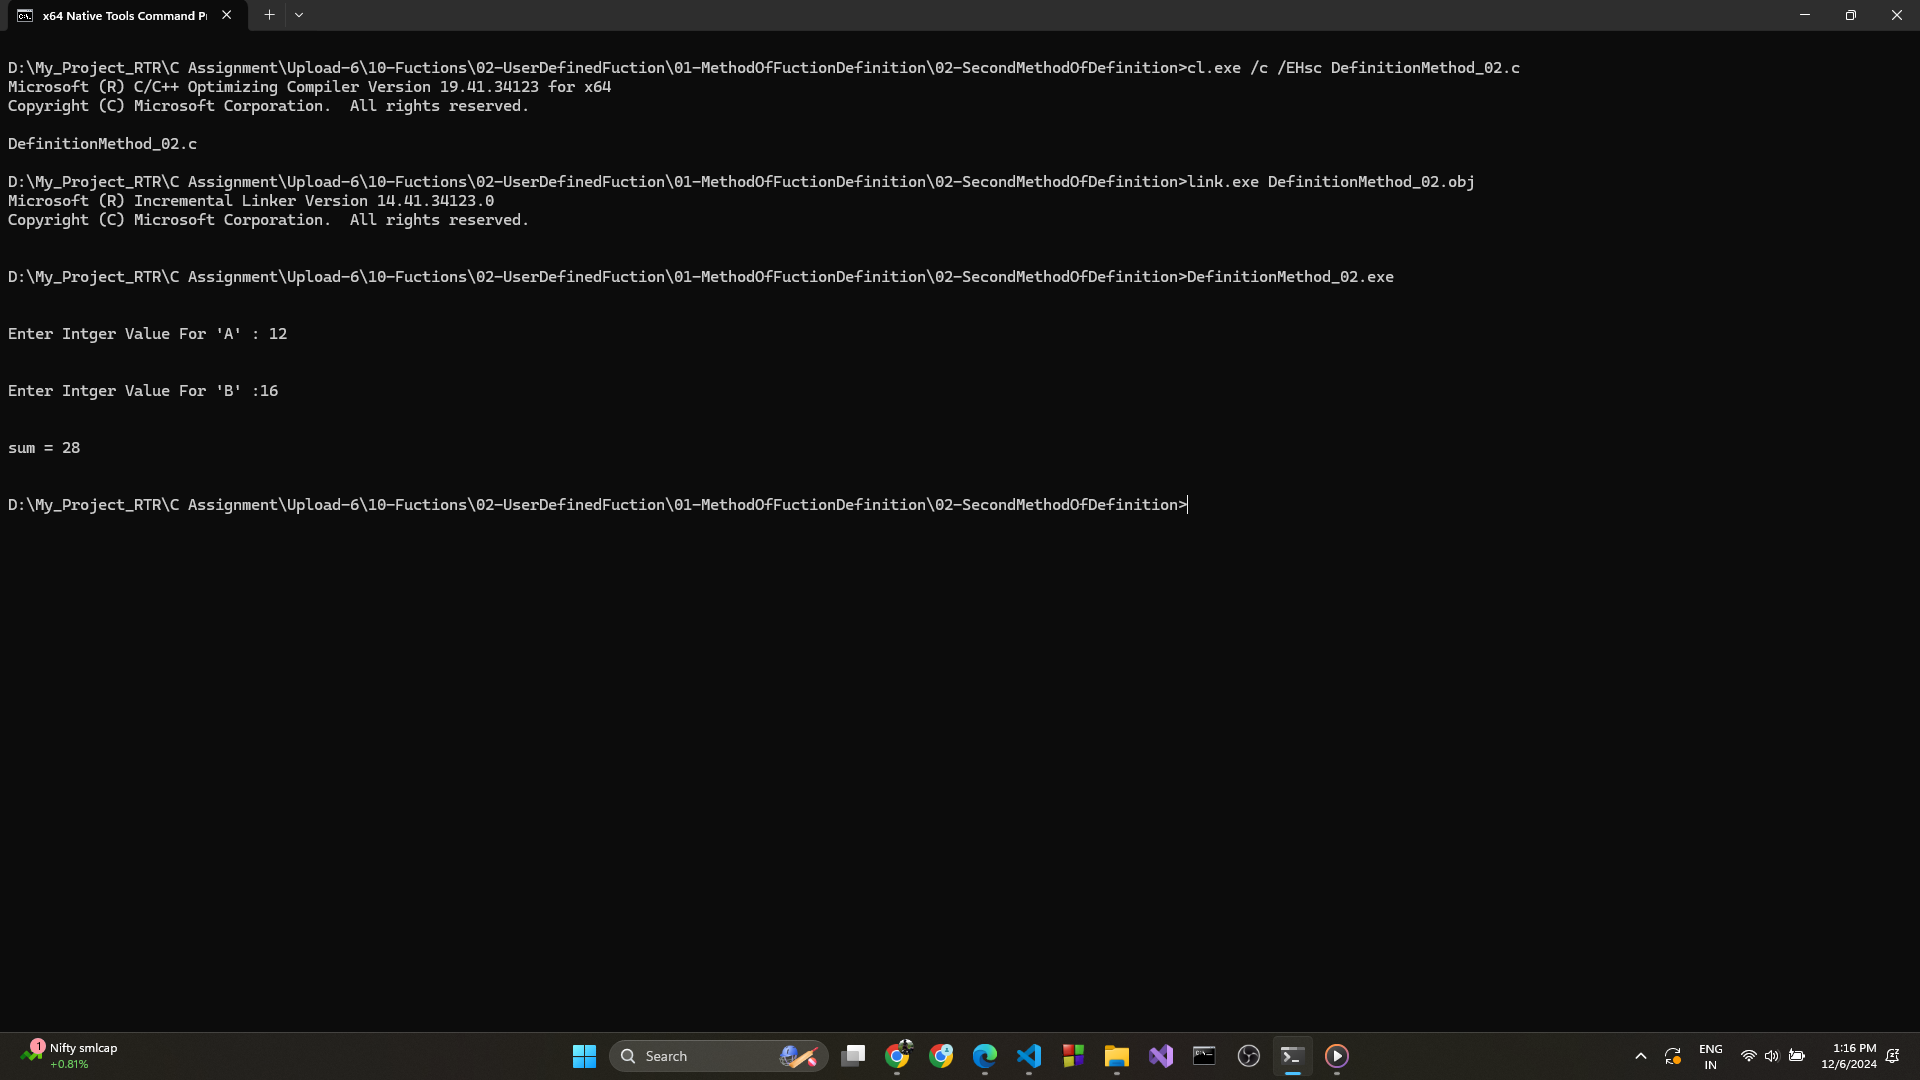 x64 Native Tools Command P
D:\My_Project_RTR\C Assignment\Upload-6\10-Fuctions\02-UserDefinedFuction\01-MethodOfFuctionDefinition\02-SecondMethodOfDefinition>cl.exe /c /EHsc DefinitionMethod_02.c
Microsoft (R) C/C++ Optimizing Compiler Version 19.41.34123 for x64
Copyright (C) Microsoft Corporation.  All rights reserved.
DefinitionMethod_02.c
D:\My_Project_RTR\C Assignment\Upload-6\10-Fuctions\02-UserDefinedFuction\01-MethodOfFuctionDefinition\02-SecondMethodOfDefinition>link.exe DefinitionMethod_02.obj
Microsoft (R) Incremental Linker Version 14.41.34123.0
Copyright (C) Microsoft Corporation.  All rights reserved.
D:\My_Project_RTR\C Assignment\Upload-6\10-Fuctions\02-UserDefinedFuction\01-MethodOfFuctionDefinition\02-SecondMethodOfDefinition>DefinitionMethod_02.exe
Enter Intger Value For 'A' : 12
Enter Intger Value For 'B' :16
sum = 28
D:\My_Project_RTR\C Assignment\Upload-6\10-Fuctions\02-UserDefinedFuction\01-MethodOfFuctionDefinition\02-SecondMethodOfDefinition>
1
Nifty smlcap
+0.81%
Search
ENG
IN
1:16 PM
12/6/2024